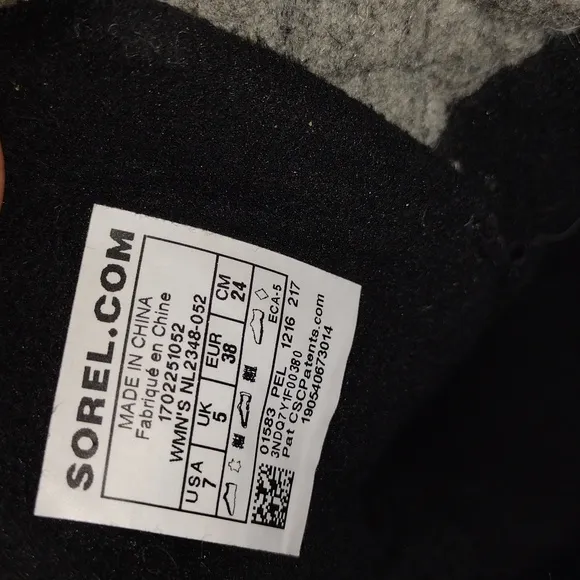 SOREL.COM
MADE IN CHINA
Fabriqué en Chine
1702251052
WMN'S NL2348-052
USA UK EUR CM
7 5 38 24
ECA-5
01583 PEL 1216 217
3NDQ7Y1F00380
Pat CSCPatents.com
190540673014